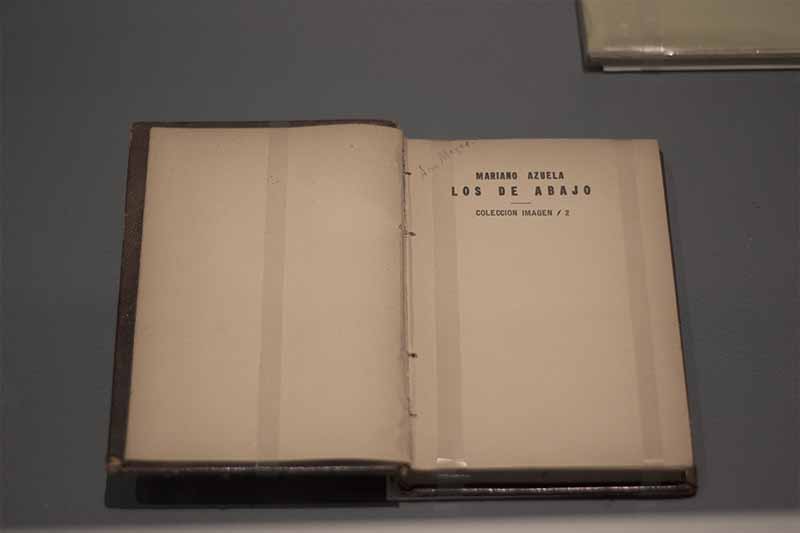 MARIANO AZUELA
LOS DE ABAJO
COLECCION IMAGEN / 2